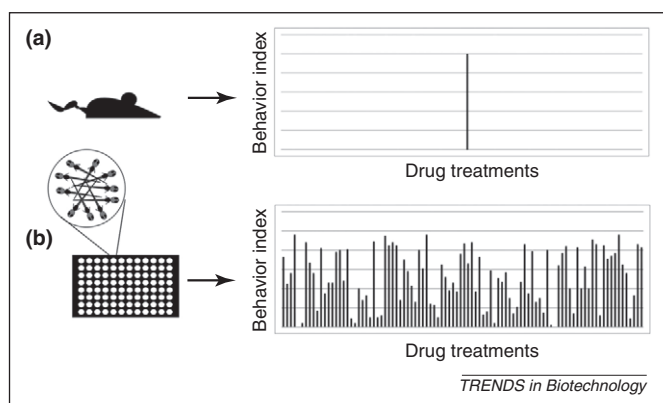 (a)
Behavior index
Drug treatments
(b)
Behavior index
Drug treatments
TRENDS in Biotechnology